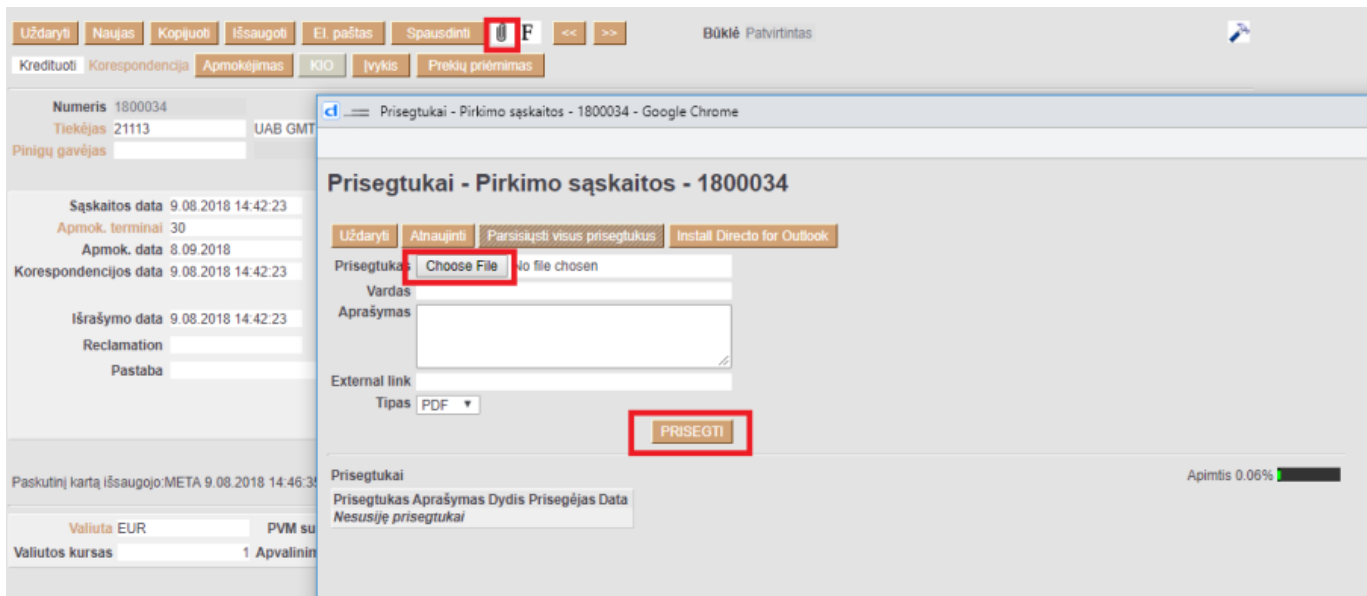 Uždaryti Naujas Kopijuoti Išsaugoti El. paštas Spausdinti F << >> Būklė Patvirtintas
Kredituoti Korespondencija Apmokėjimas KIO Įvykis Prekių priėmimas
Numeris 1800034
Tiekėjas 21113 UAB GMT
Pinigų gavėjas
Sąskaitos data 9.08.2018 14:42:23
Apmok. terminai 30
Apmok. data 8.09.2018
Korespondencijos data 9.08.2018 14:42:23
Išrašymo data 9.08.2018 14:42:23
Reclamation
Pastaba
Paskutinį kartą išsaugojo:META 9.08.2018 14:46:3
Valiuta EUR PVM su
Valiutos kursas 1 Apvalinim
Prisegtukai - Pirkimo sąskaitos - 1800034 - Google Chrome
Prisegtukai - Pirkimo sąskaitos - 1800034
Uždaryti Atnaujinti Parsisiųsti visus prisegtukus Install Directo for Outlook
Prisegtukas Choose File No file chosen
Vardas
Aprašymas
External link
Tipas PDF
PRISEGTI
Prisegtukai Apimtis 0.06%
Prisegtukas Aprašymas Dydis Prisegėjas Data
Nesusiję prisegtukai